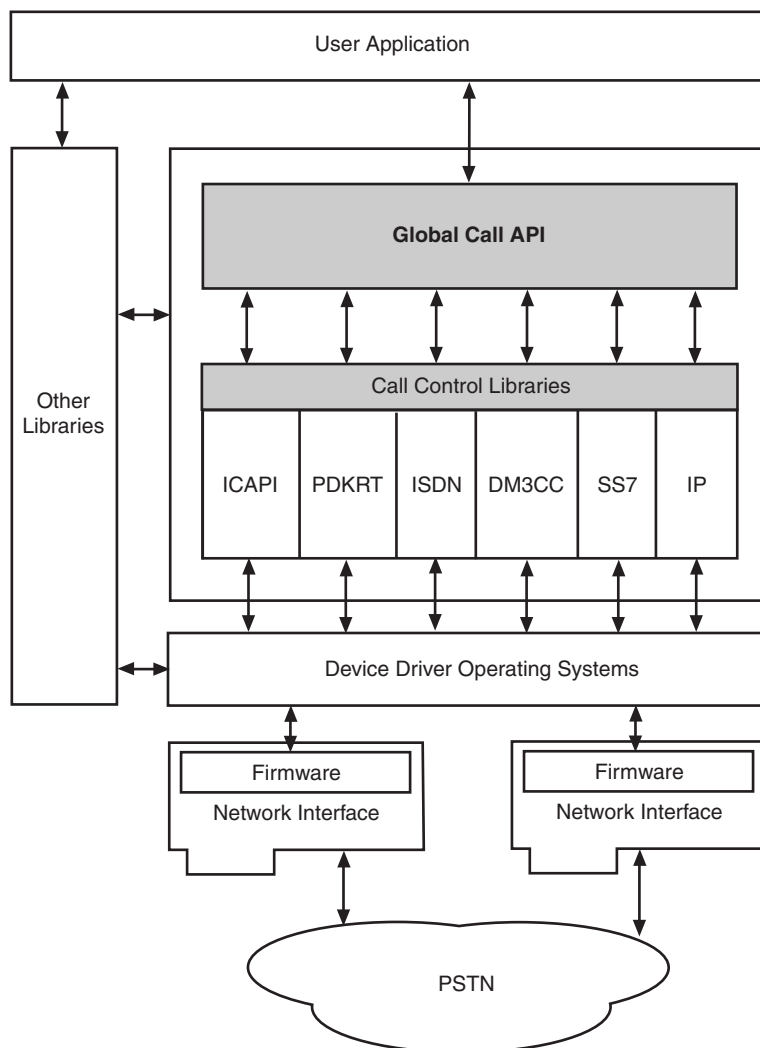 User Application
Global Call API
Call Control Libraries
Other
Libraries
ICAPI
PDKRT
ISDN
DM3CC
SS7
IP
Device Driver Operating Systems
Firmware
Network Interface
Firmware
Network Interface
PSTN